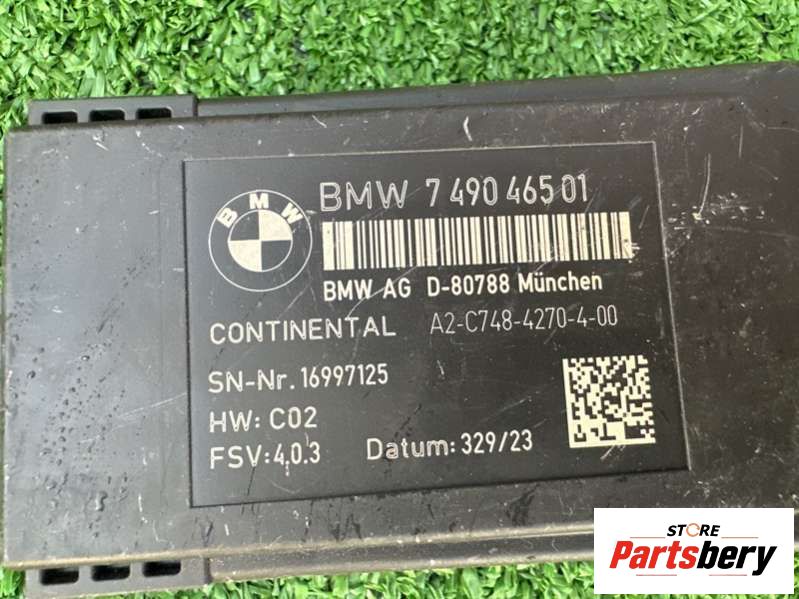 BMW
BMW 7 490 465 01
BMW AG D-80788 München
CONTINENTAL A2-C748-4270-4-00
SN-Nr. 16997125
HW: C02
FSV:4.0.3 Datum: 329/23
STORE
Partsbery